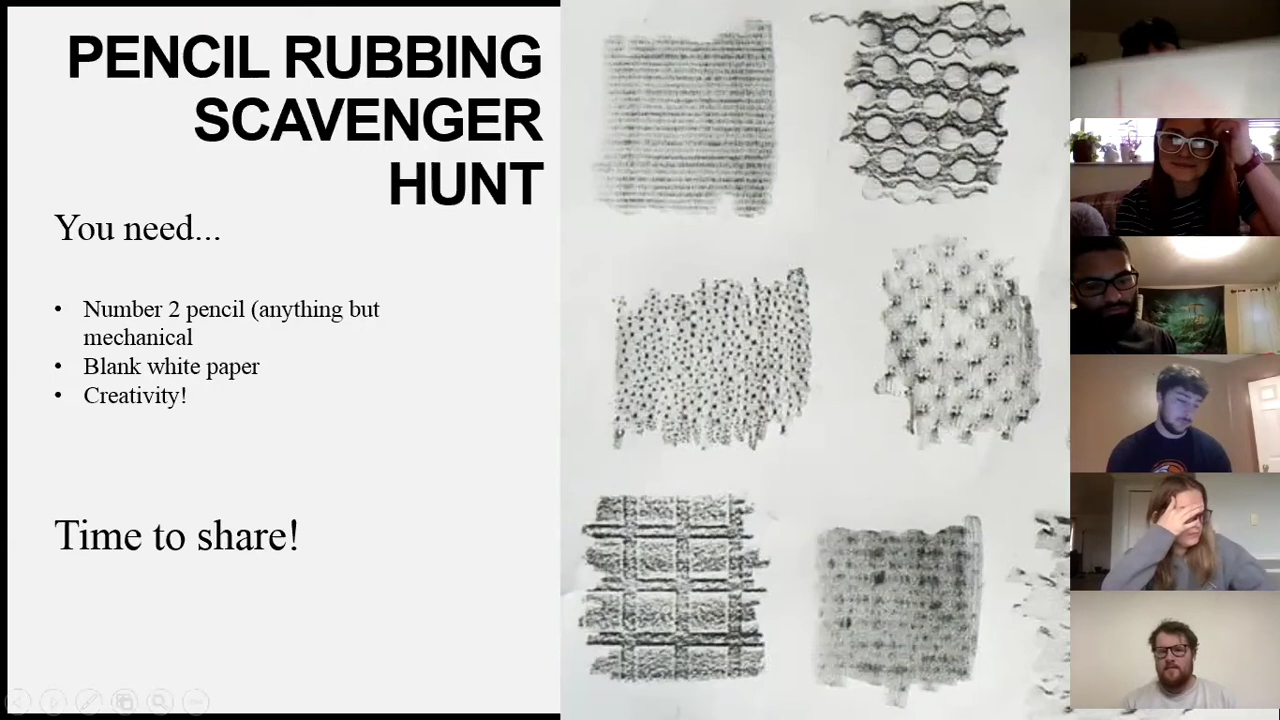 PENCIL RUBBING
SCAVENGER
HUNT
You need...
• Number 2 pencil (anything but
mechanical
• Blank white paper
• Creativity!
Time to share!